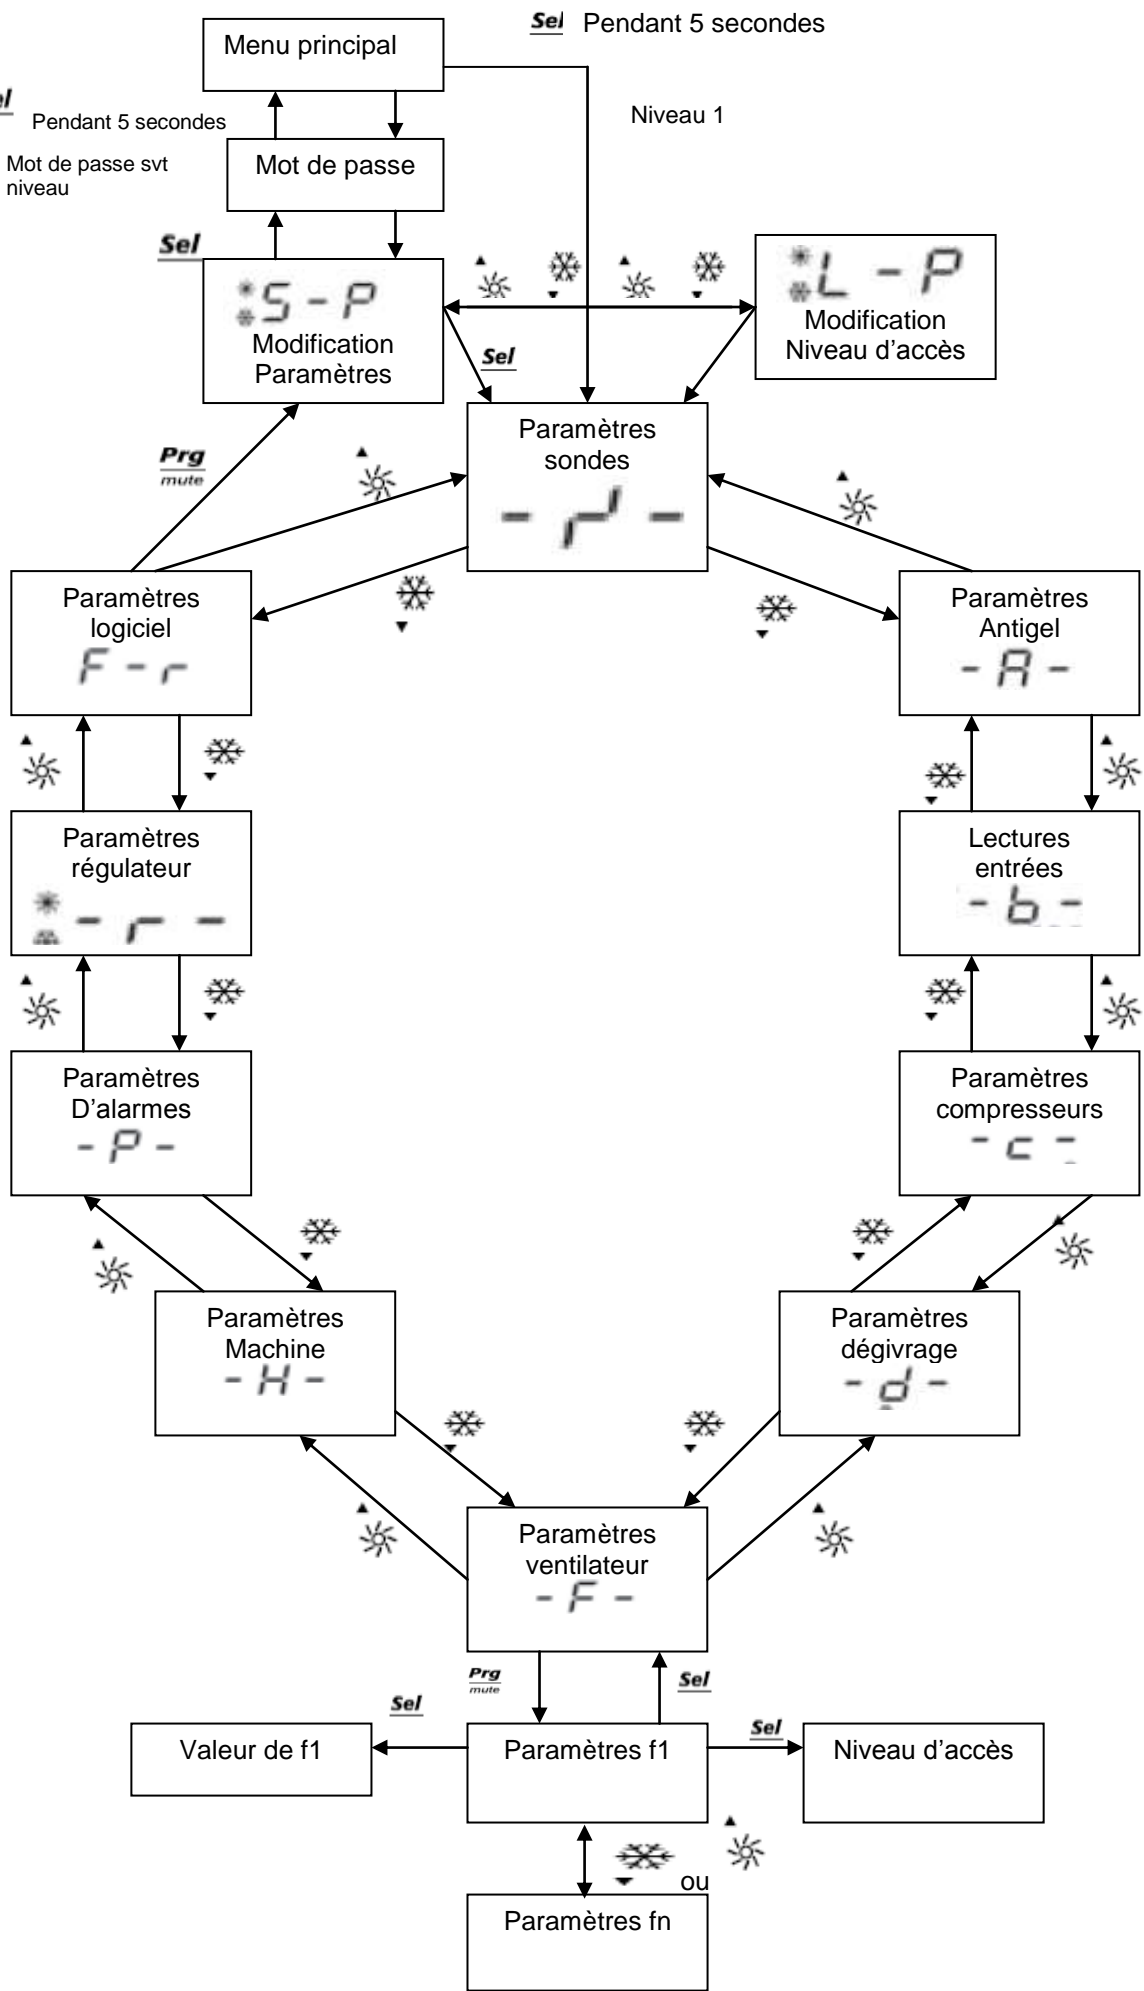 Sel Pendant 5 secondes
Menu principal
Niveau 1
Pendant 5 secondes
Mot de passe svt
niveau
Mot de passe
Sel
S - P
Modification
Paramètres
L - P
Modification
Niveau d'accès
Sel
Paramètres
sondes
Prg
mute
Paramètres
logiciel
F - r
Paramètres
Antigel
- A -
Paramètres
régulateur
- r -
Lectures
entrées
- b -
Paramètres
D'alarmes
- P -
Paramètres
compresseurs
- c -
Paramètres
Machine
- H -
Paramètres
dégivrage
- d -
Paramètres
ventilateur
- F -
Prg
mute
Sel
Sel
Sel
Valeur de f1
Paramètres f1
Niveau d'accès
ou
Paramètres fn